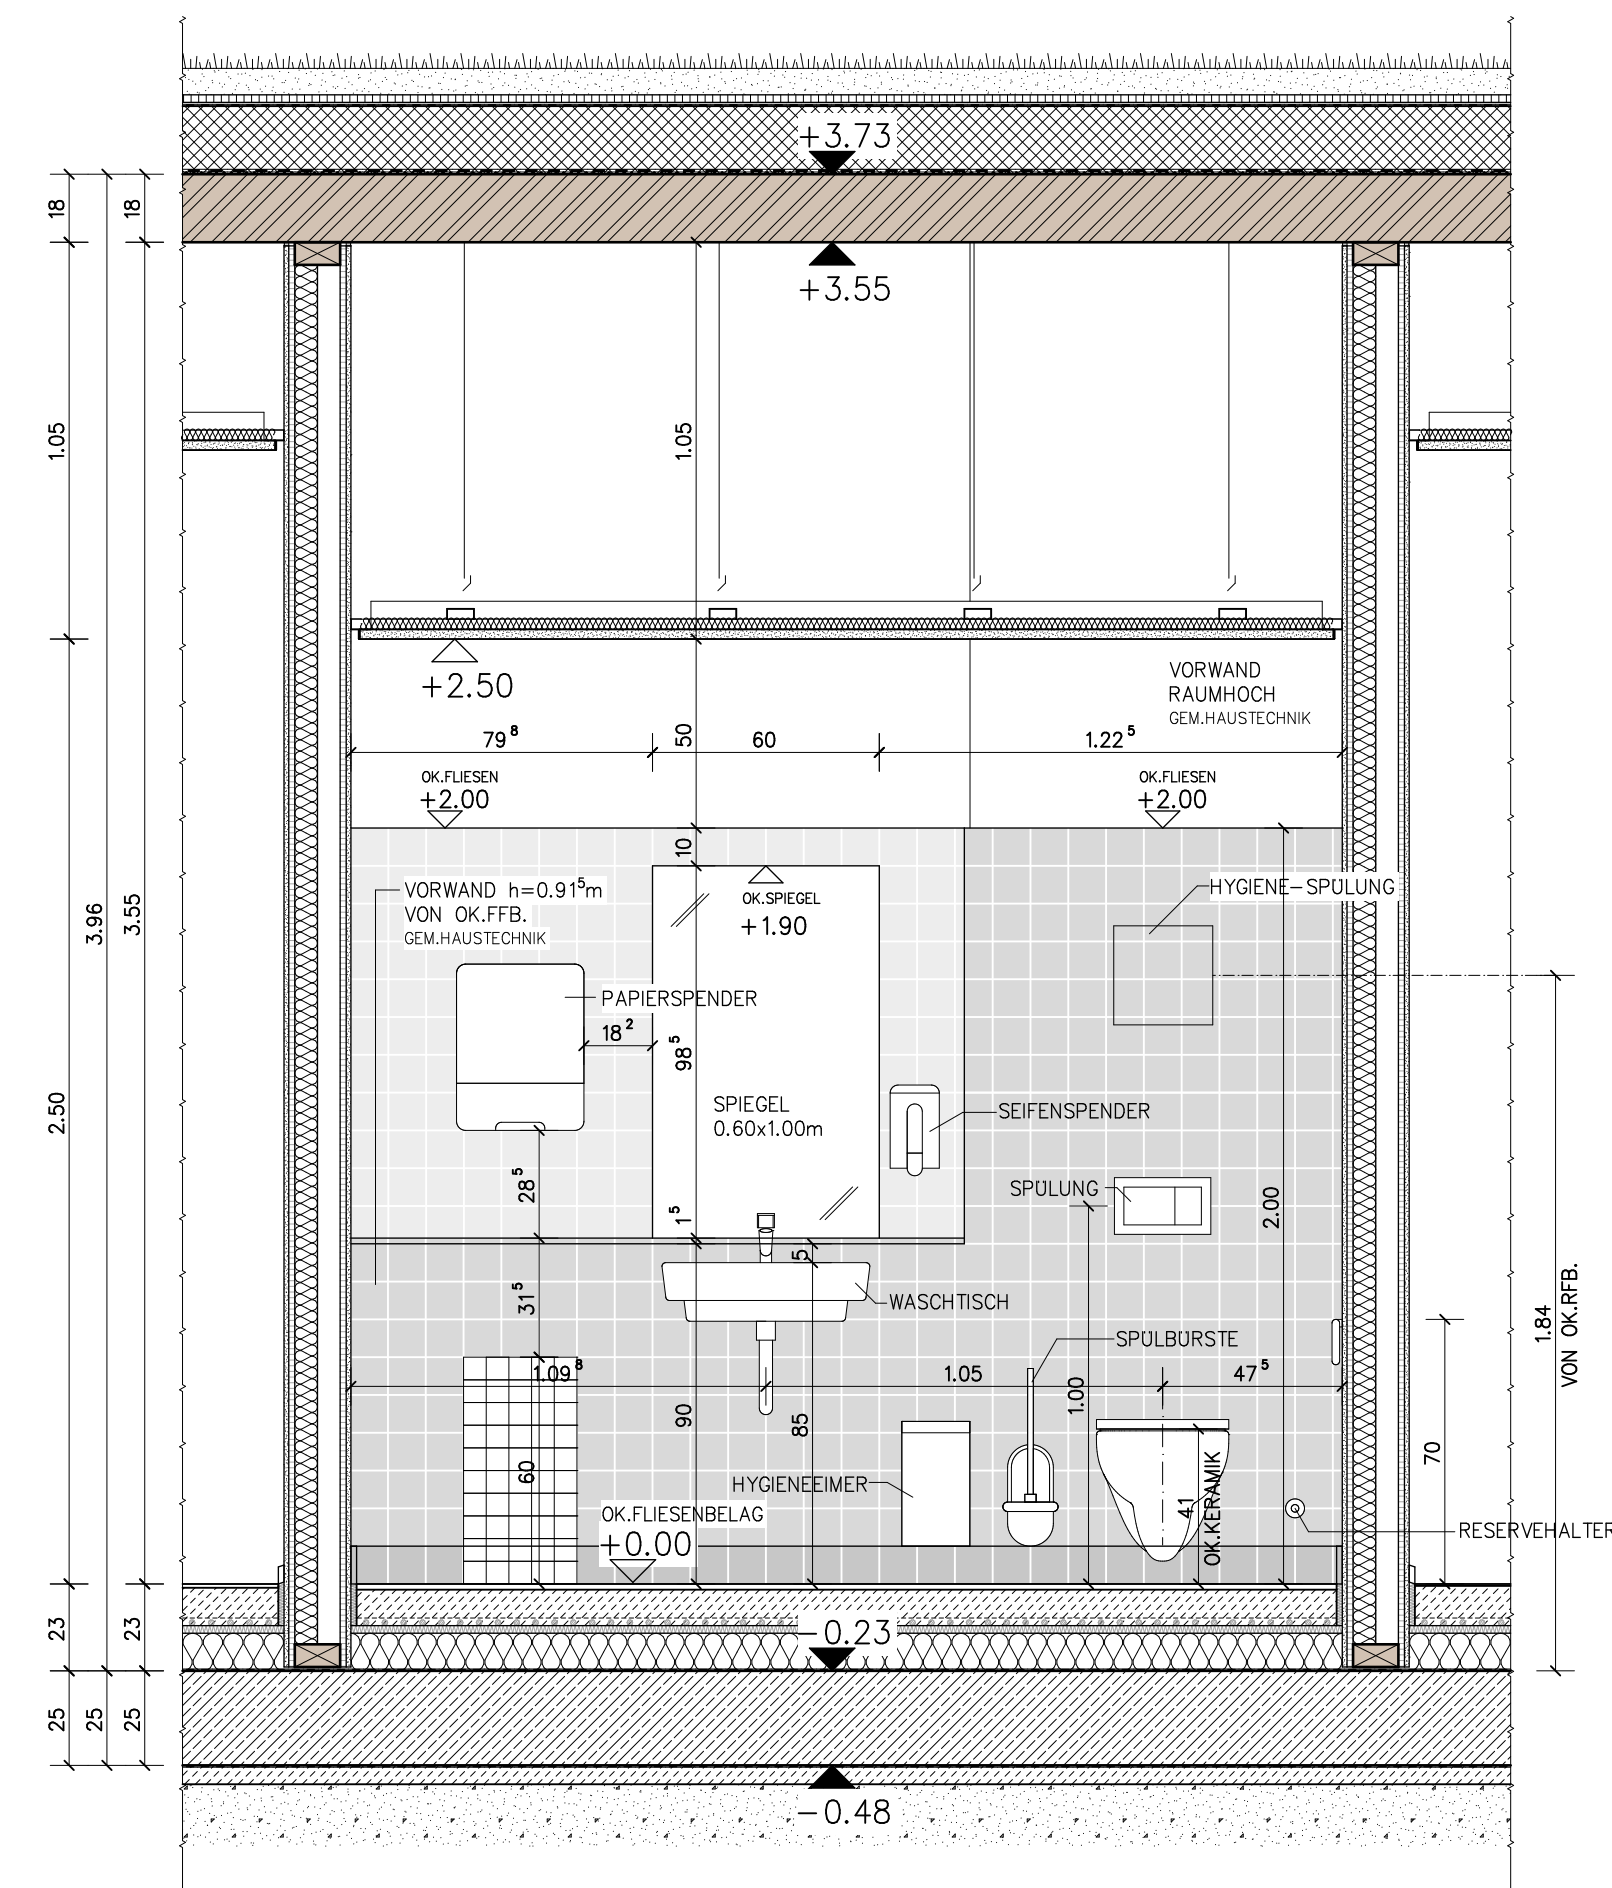 +3.73
18
18
+3.55
1.05
1.05
+2.50
VORWAND
RAUMHOCH
GEM.HAUSTECHNIK
79⁸
50
60
1.22⁵
OK.FLIESEN
+2.00
OK.FLIESEN
+2.00
10
VORWAND h=0.91⁵m
VON OK.FFB.
GEM.HAUSTECHNIK
OK.SPIEGEL
+1.90
HYGIENE-SPÜLUNG
3.96
3.55
PAPIERSPENDER
18²
98⁵
SPIEGEL
0.60x1.00m
SEIFENSPENDER
2.50
28⁵
1⁵
SPÜLUNG
2.00
5
31⁵
WASCHTISCH
SPÜLBÜRSTE
1.84
VON OK.RFB.
1.09⁸
1.05
47⁵
1.00
90
85
70
60
HYGIENEEIMER
41
OK.KERAMIK
OK.FLIESENBELAG
+0.00
RESERVEHALTER
23
23
-0.23
25
25
25
-0.48